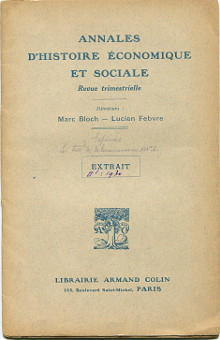 ANNALES
D'HISTOIRE ÉCONOMIQUE
ET SOCIALE
Revue trimestrielle
Directeurs :
Marc Bloch — Lucien Febvre
EXTRAIT
LIBRAIRIE ARMAND COLIN
103, Boulevard Saint-Michel, PARIS